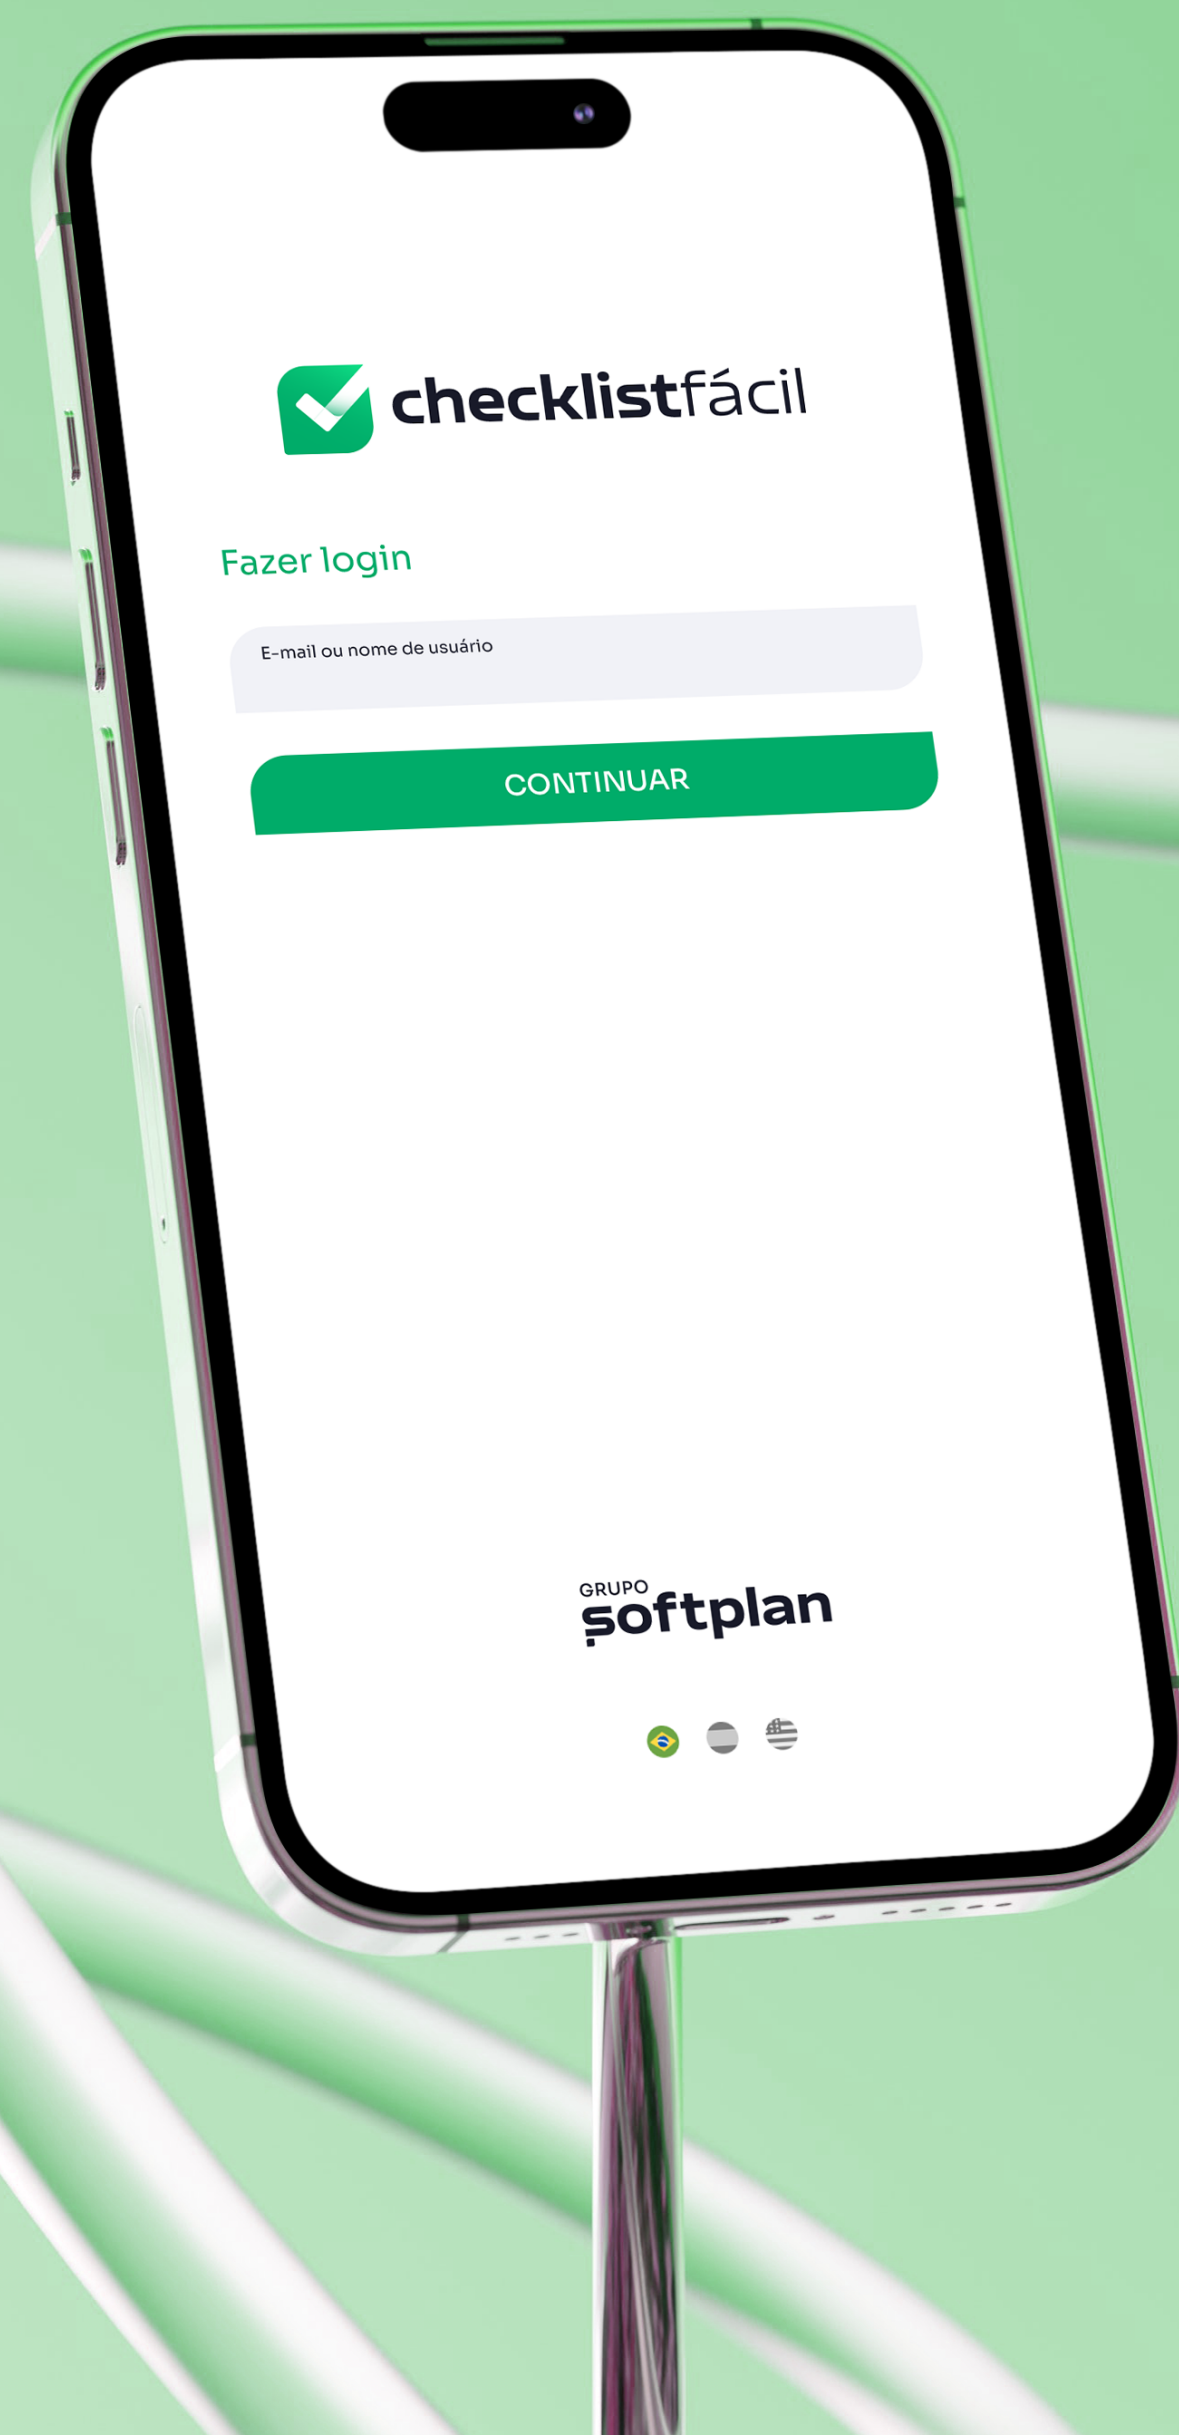 checklistfácil
Fazer login
E-mail ou nome de usuário
CONTINUAR
GRUPO
softplan